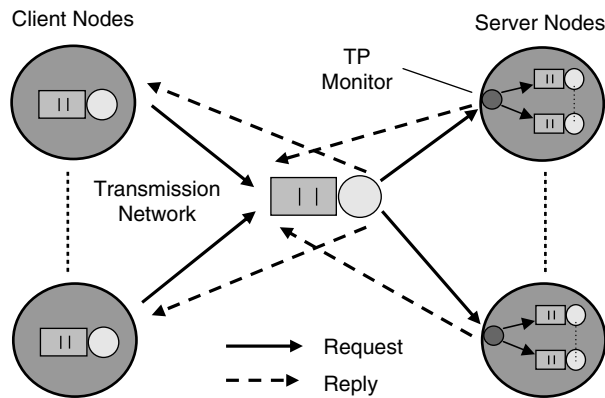 Client Nodes
Server Nodes
TP
Monitor
Transmission
Network
Request
Reply